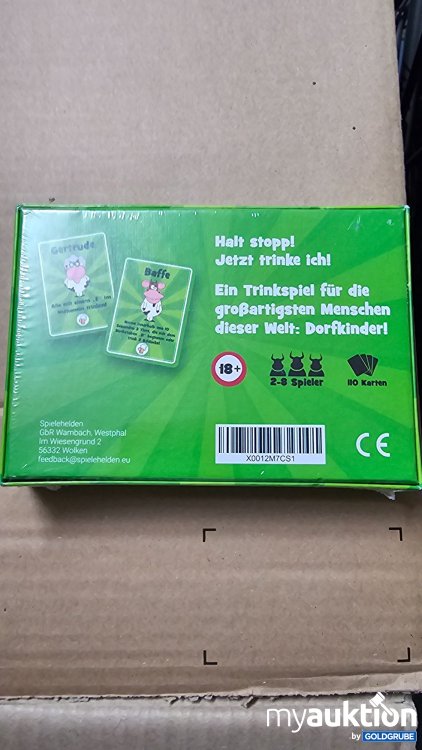 Gertrude
Halt stopp!
Jetzt trinke ich!
Baffe
Ein Trinkspiel für die
großartigsten Menschen
dieser Welt: Dorfkinder!
18+
2-8 Spieler
110 Karten
Spielehelden
GbR Wambach, Westphal
Im Wiesengrund 2
56332 Wolken
feedback@spielehelden.eu
X0012M7CS1
CE
myauktion
by GOLDGRUBE